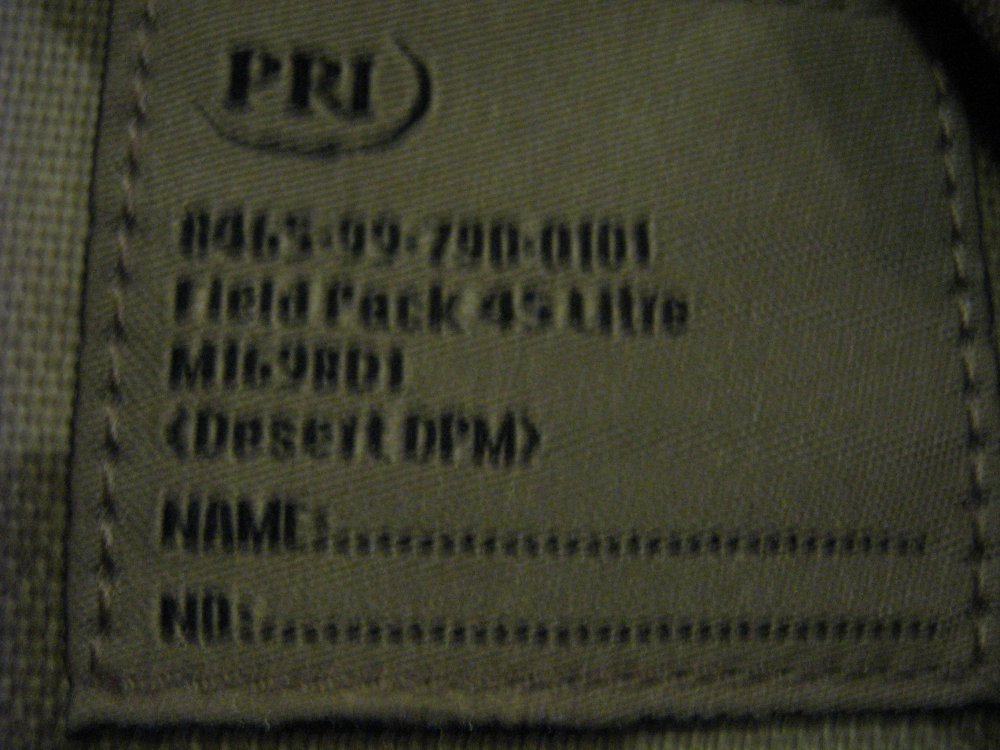 PRI
8465-99-790-0101
Field Pack 45 Litre
M1698D1
(Desert DPM)
NAME:..............................
NO:..............................